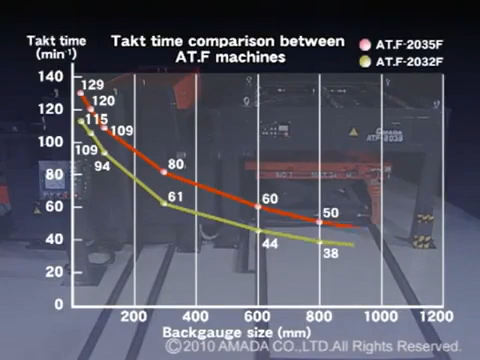 Takt time
(min⁻¹)
Takt time comparison between
AT.F machines
AT.F-2035F
AT.F-2032F
140
120
100
80
60
40
20
0
129
120
115
109
109
94
80
61
60
44
50
38
200
400
600
800
1000
1200
Backgauge size (mm)
AMADA
©2010 AMADA CO.,LTD.All Rights Reserved.